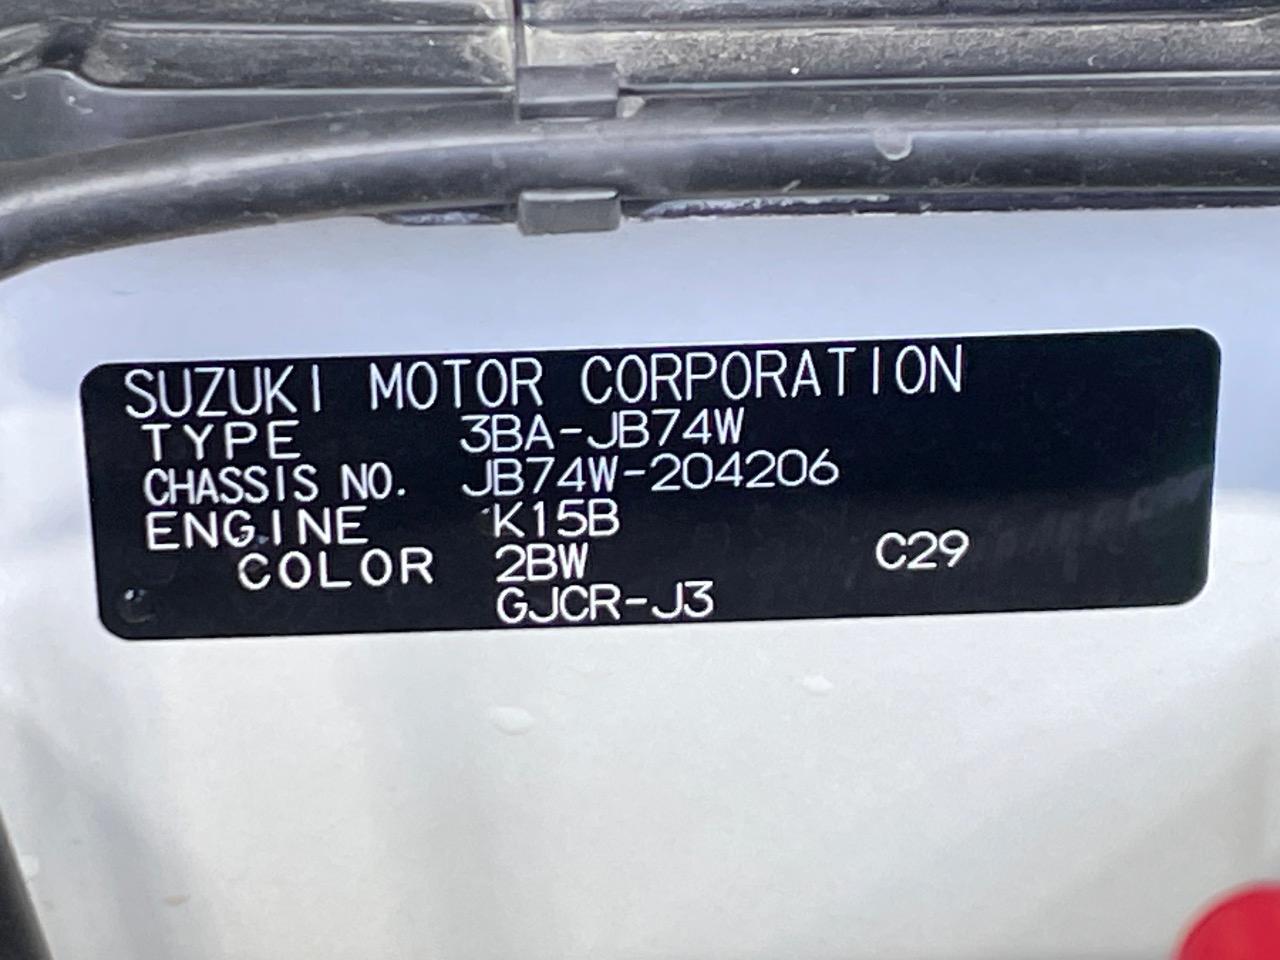 SUZUKI MOTOR CORPORATION
TYPE 3BA-JB74W
CHASSIS NO. JB74W-204206
ENGINE K15B
COLOR 2BW C29
GJCR-J3